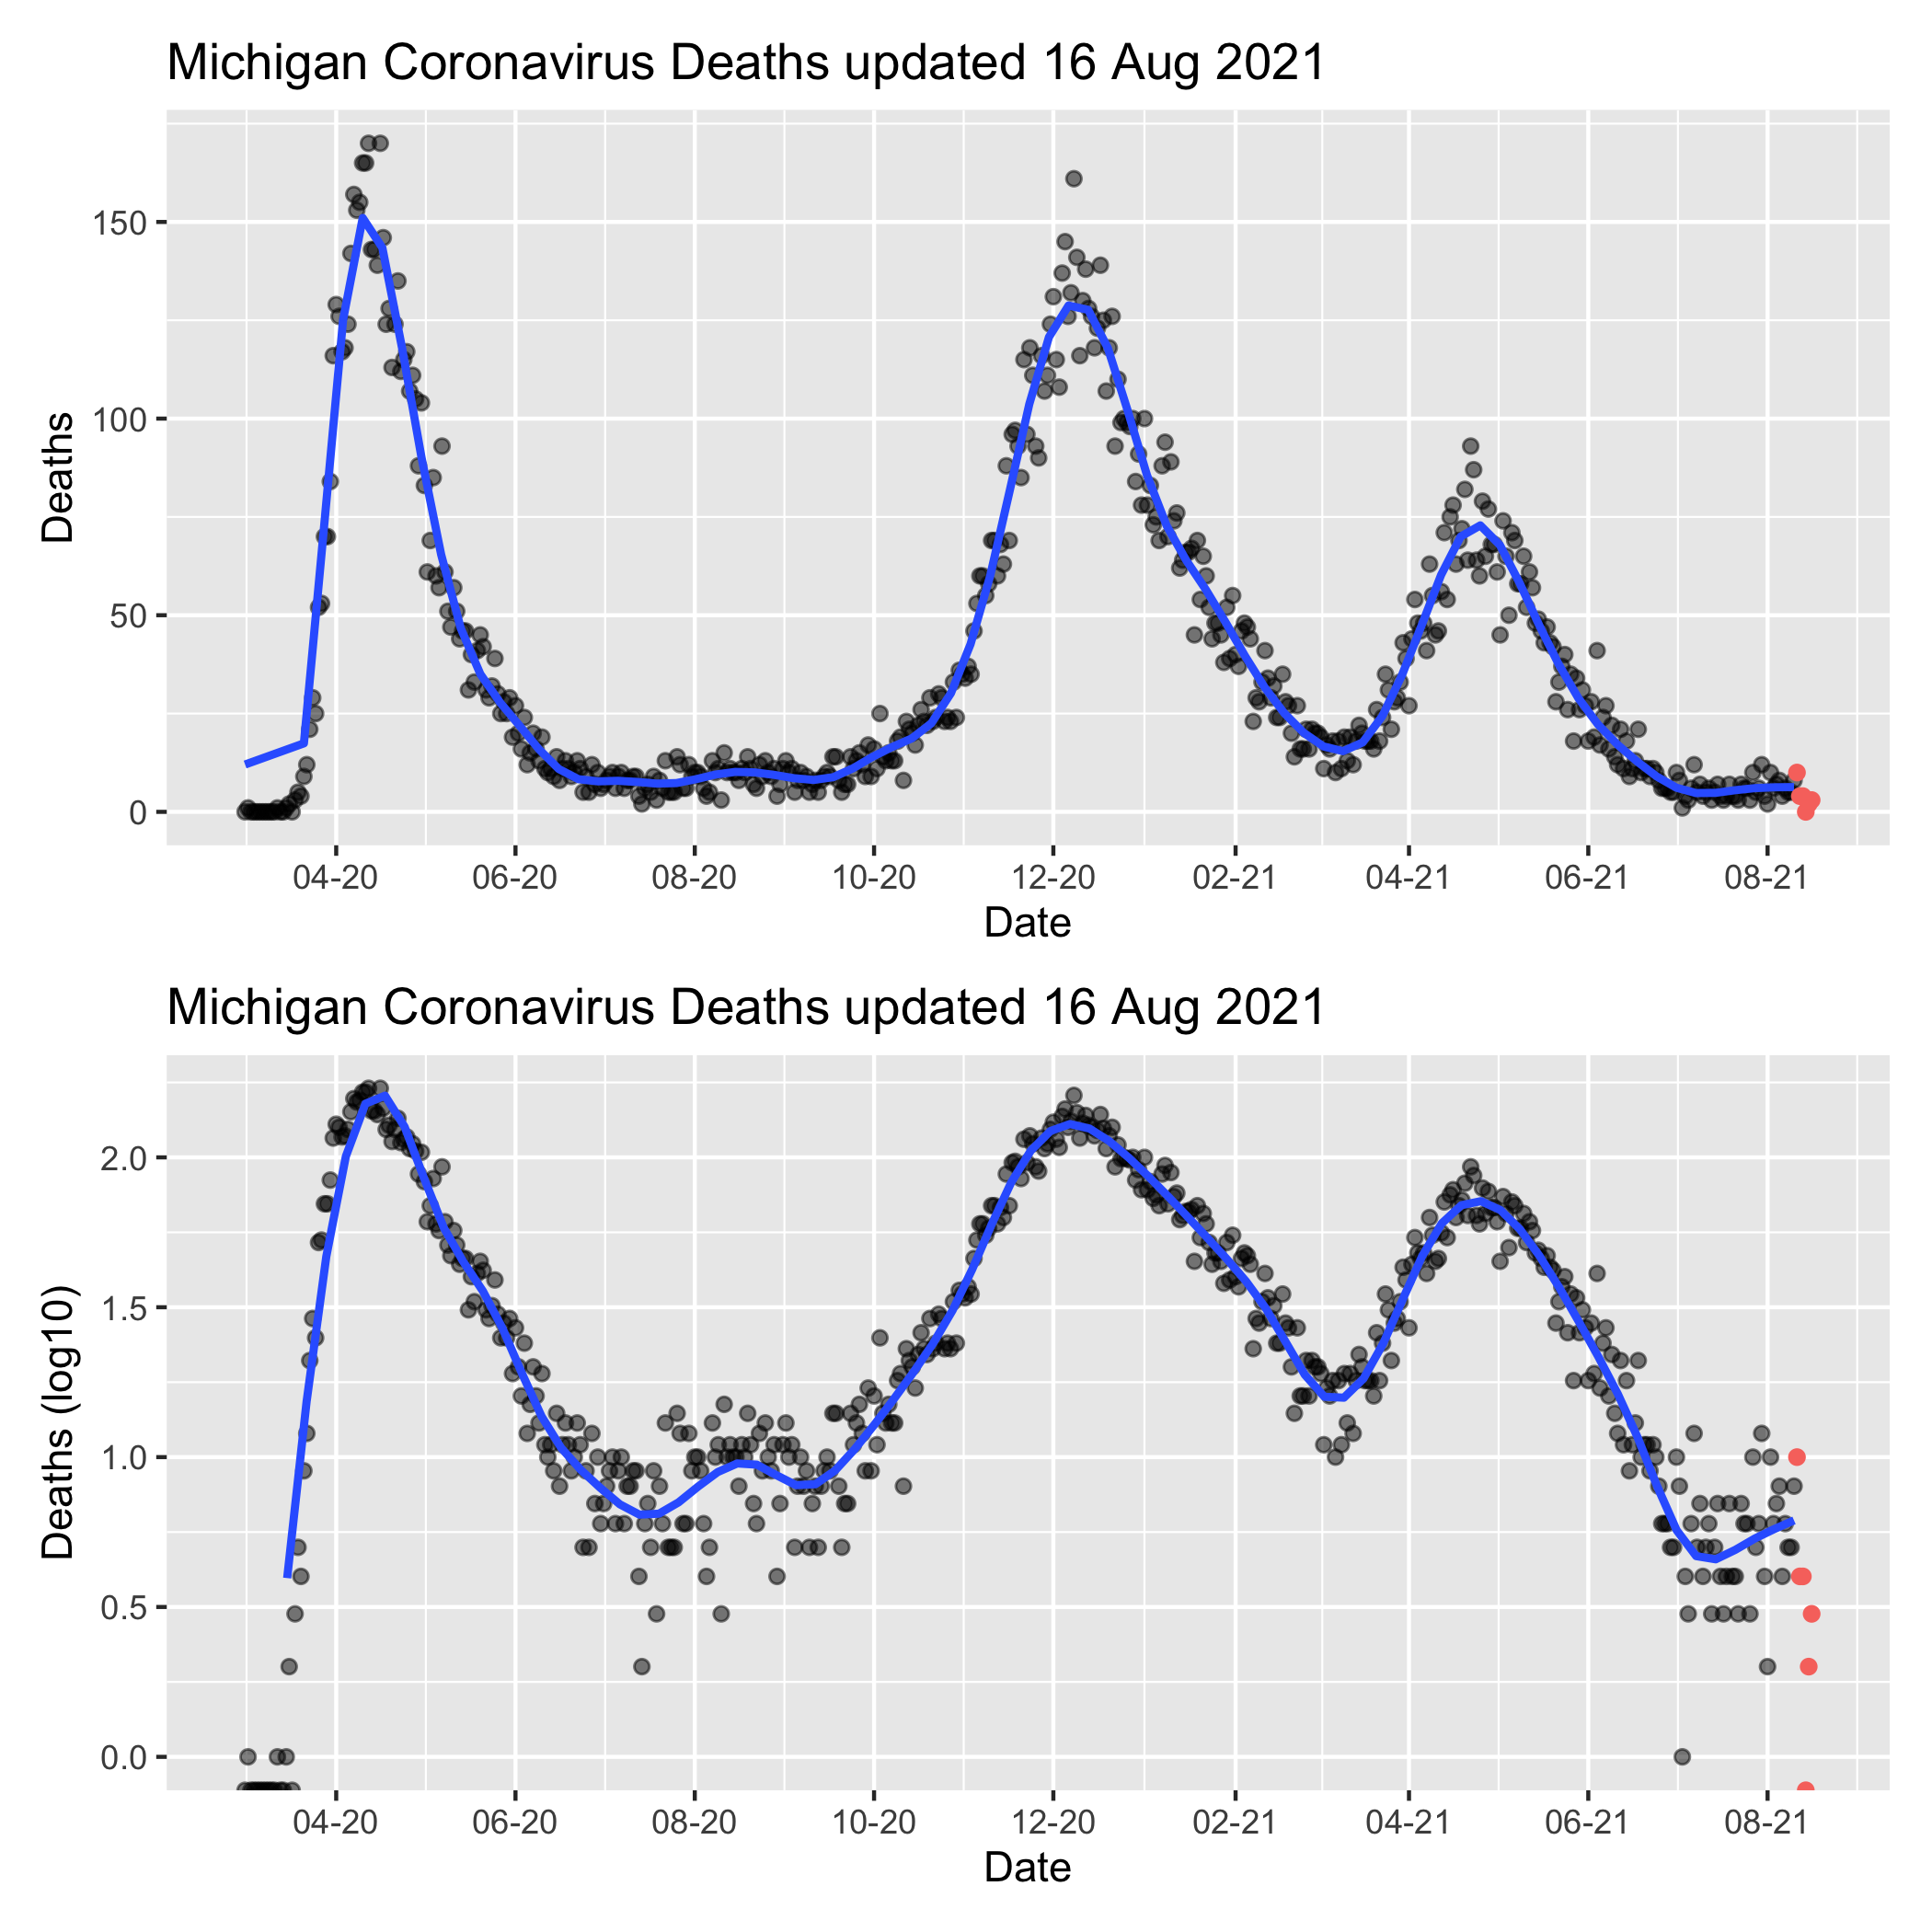 Michigan Coronavirus Deaths updated 16 Aug 2021
150
100
50
0
Deaths
04-20 06-20 08-20 10-20 12-20 02-21 04-21 06-21 08-21
Date
Michigan Coronavirus Deaths updated 16 Aug 2021
2.0
1.5
1.0
0.5
0.0
Deaths (log10)
04-20 06-20 08-20 10-20 12-20 02-21 04-21 06-21 08-21
Date